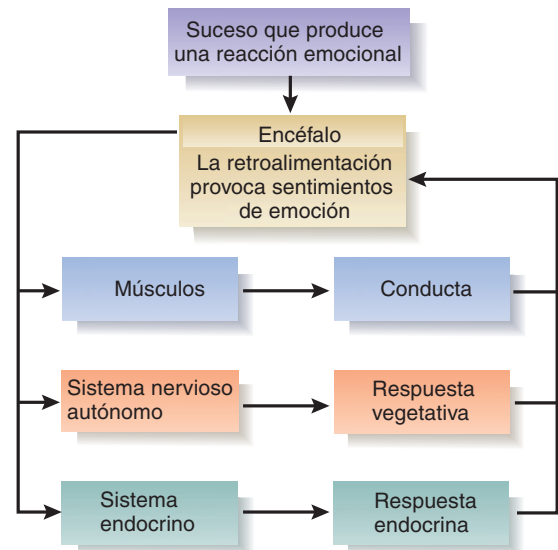 Suceso que produce
una reacción emocional
Encéfalo
La retroalimentación
provoca sentimientos
de emoción
Músculos
Conducta
Sistema nervioso
autónomo
Respuesta
vegetativa
Sistema
endocrino
Respuesta
endocrina